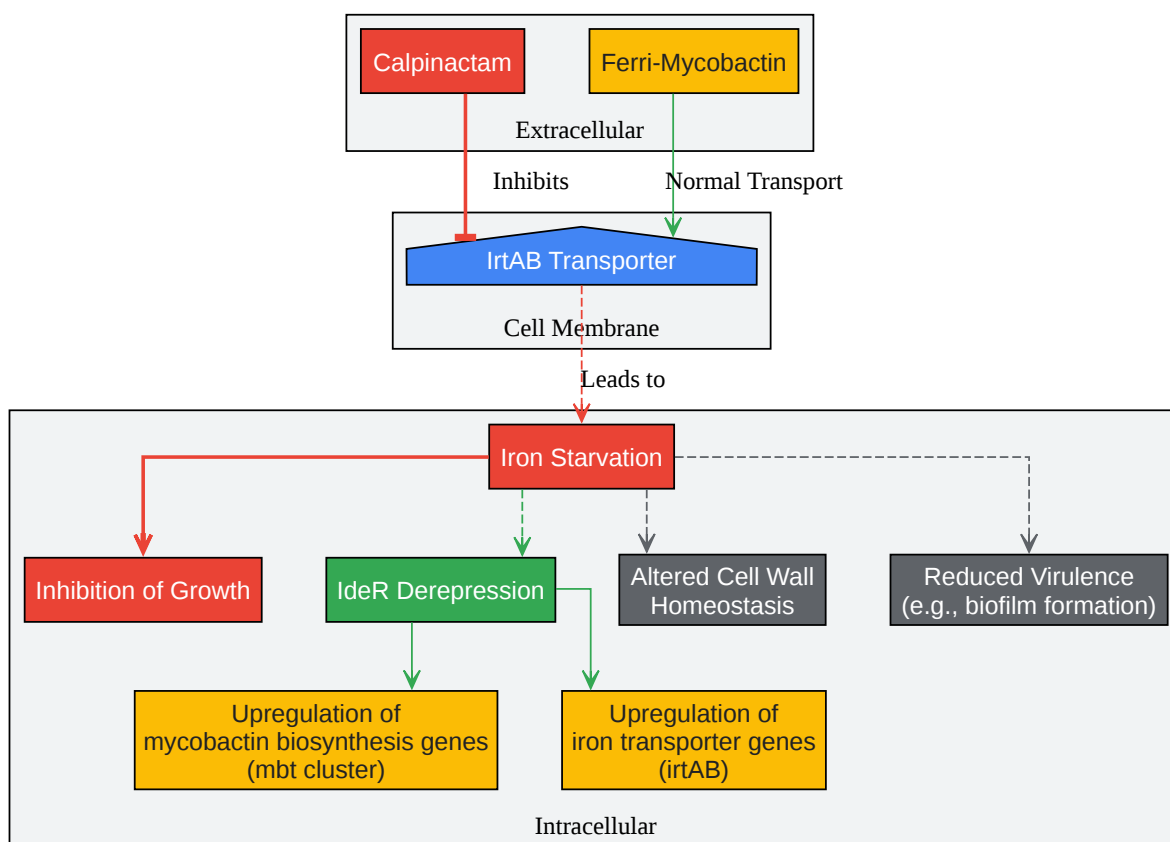 Calpinactam
Ferri-Mycobactin
Extracellular
Inhibits
Normal Transport
IrtAB Transporter
Cell Membrane
Leads to
Iron Starvation
Inhibition of Growth
IdeR Derepression
Altered Cell Wall
Homeostasis
Reduced Virulence
(e.g., biofilm formation)
Upregulation of
mycobactin biosynthesis genes
(mbt cluster)
Upregulation of
iron transporter genes
(irtAB)
Intracellular